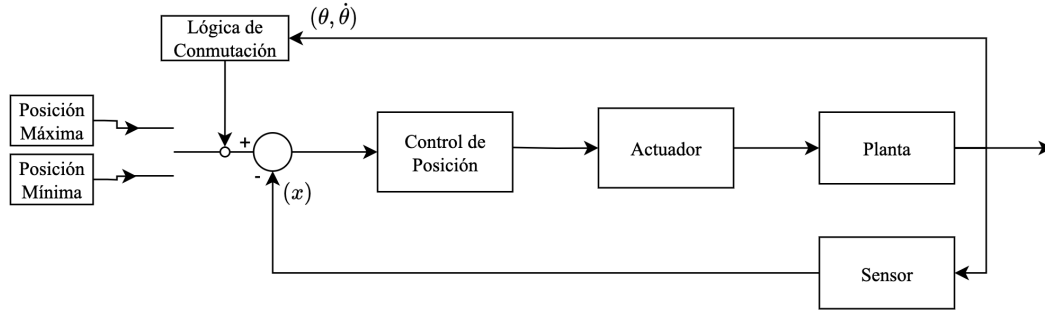 Lógica de
Conmutación
(θ, θ̇)
Posición
Máxima
Posición
Mínima
+
-
(x)
Control de
Posición
Actuador
Planta
Sensor